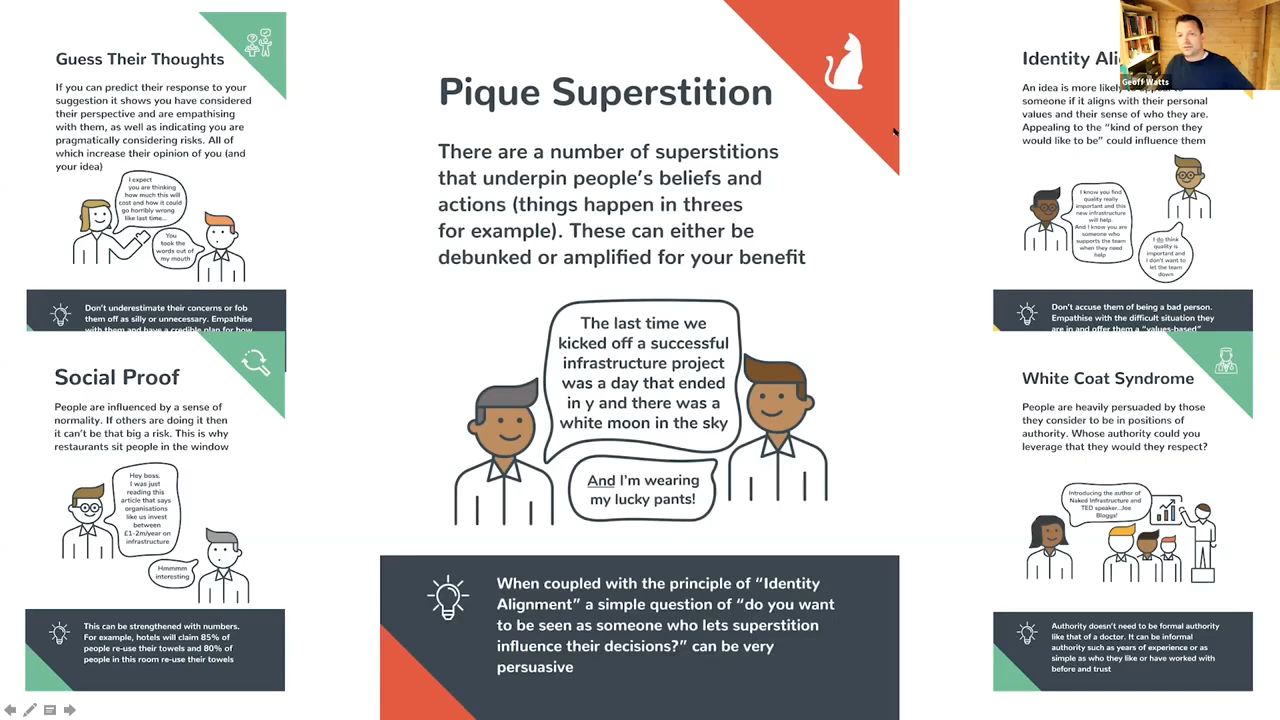 Guess Their Thoughts
If you can predict their response to your
suggestion it shows you have considered
their perspective and are empathising
with them, as well as indicating you are
pragmatically considering risks. All of
which increase their opinion of you (and
your idea)
I expect
you are thinking
how much this will
cost and how it could
go horribly wrong
like last time...
You
took the
words out of
my mouth
Don't underestimate their concerns or fob
them off as silly or unnecessary. Empathise
with them and have a credible plan for how
Social Proof
People are influenced by a sense of
normality. If others are doing it then
it can't be that big a risk. This is why
restaurants sit people in the window
Hey boss.
I was just
reading this
article that says
organisations
like us invest
between
£1-2m/year on
infrastructure
Hmmmm
interesting
This can be strengthened with numbers.
For example, hotels will claim 85% of
people re-use their towels and 80% of
people in this room re-use their towels
Pique Superstition
There are a number of superstitions
that underpin people's beliefs and
actions (things happen in threes
for example). These can either be
debunked or amplified for your benefit
The last time we
kicked off a successful
infrastructure project
was a day that ended
in y and there was a
white moon in the sky
And I'm wearing
my lucky pants!
When coupled with the principle of "Identity
Alignment" a simple question of "do you want
to be seen as someone who lets superstition
influence their decisions?" can be very
persuasive
Geoff Watts
Identity
An idea is more likely to appeal to
someone if it aligns with their personal
values and their sense of who they are.
Appealing to the "kind of person they
would like to be" could influence them
I know you find
quality really
important and this
new infrastructure
will help.
And I know you are
someone who
supports the team
when they need
help
I do think
quality is
important and
I don't want to
let the team
down
Don't accuse them of being a bad person.
Empathise with the difficult situation they
are in and offer them a "values-based"
White Coat Syndrome
People are heavily persuaded by those
they consider to be in positions of
authority. Whose authority could you
leverage that they would they respect?
Introducing the author of
Naked Infrastructure and
TED speaker...Joe
Bloggs!
Authority doesn't need to be formal authority
like that of a doctor. It can be informal
authority such as years of experience or as
simple as who they like or have worked with
before and trust